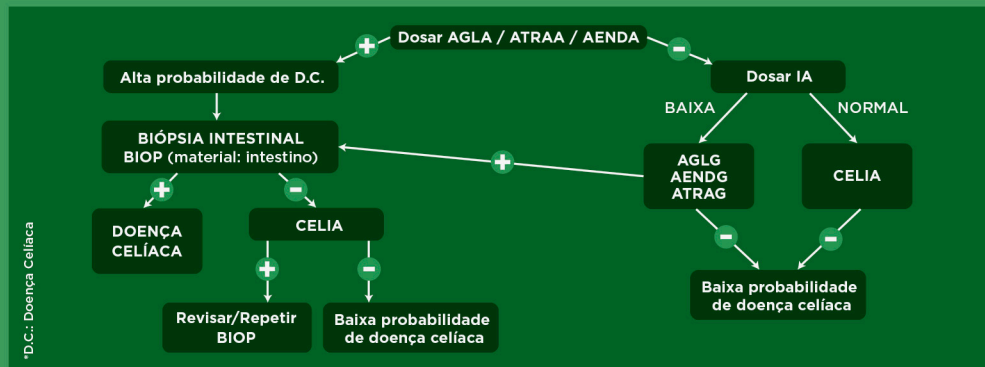 Dosar AGLA / ATRAA / AENDA
+
-
Alta probabilidade de D.C.
Dosar IA
BAIXA
NORMAL
BIÓPSIA INTESTINAL
BIOP (material: intestino)
+
AGLG
AENDG
ATRAG
CELIA
+
-
DOENÇA
CELÍACA
CELIA
-
-
+
-
Baixa probabilidade
de doença celíaca
Revisar/Repetir
BIOP
Baixa probabilidade
de doença celíaca
*D.C.: Doença Celíaca